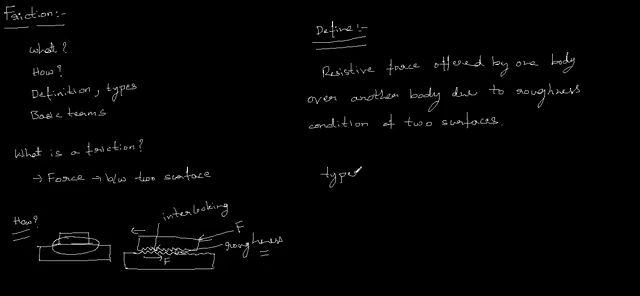 Friction:-
What?
How?
Definition, types
Basic terms
What is a friction?
→ Force → b/w two surface
How?
interlocking
F
roughness
F
Define:-
Resistive force offered by one body
over another body due to roughness
condition of two surfaces.
type